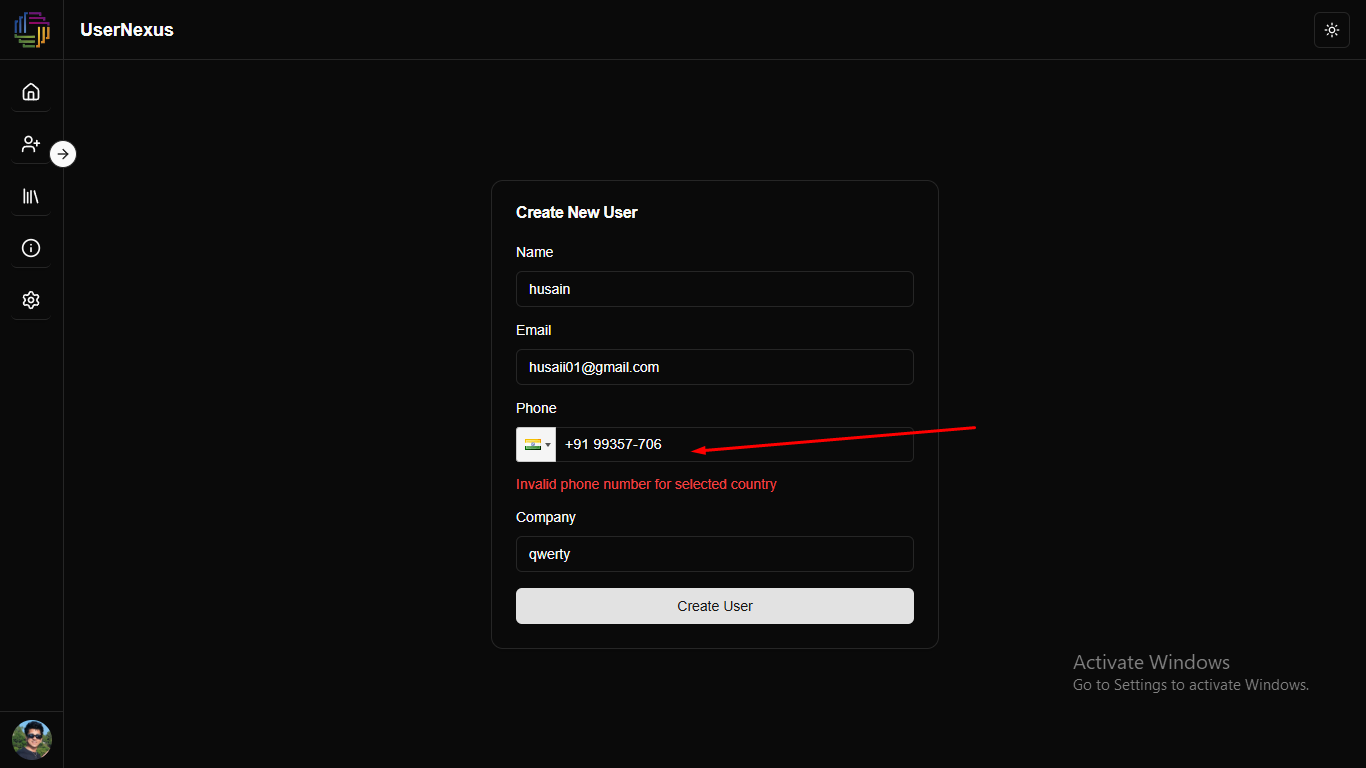 UserNexus
Create New User
Name
husain
Email
husaii01@gmail.com
Phone
+91 99357-706
Invalid phone number for selected country
Company
qwerty
Create User
Activate Windows
Go to Settings to activate Windows.